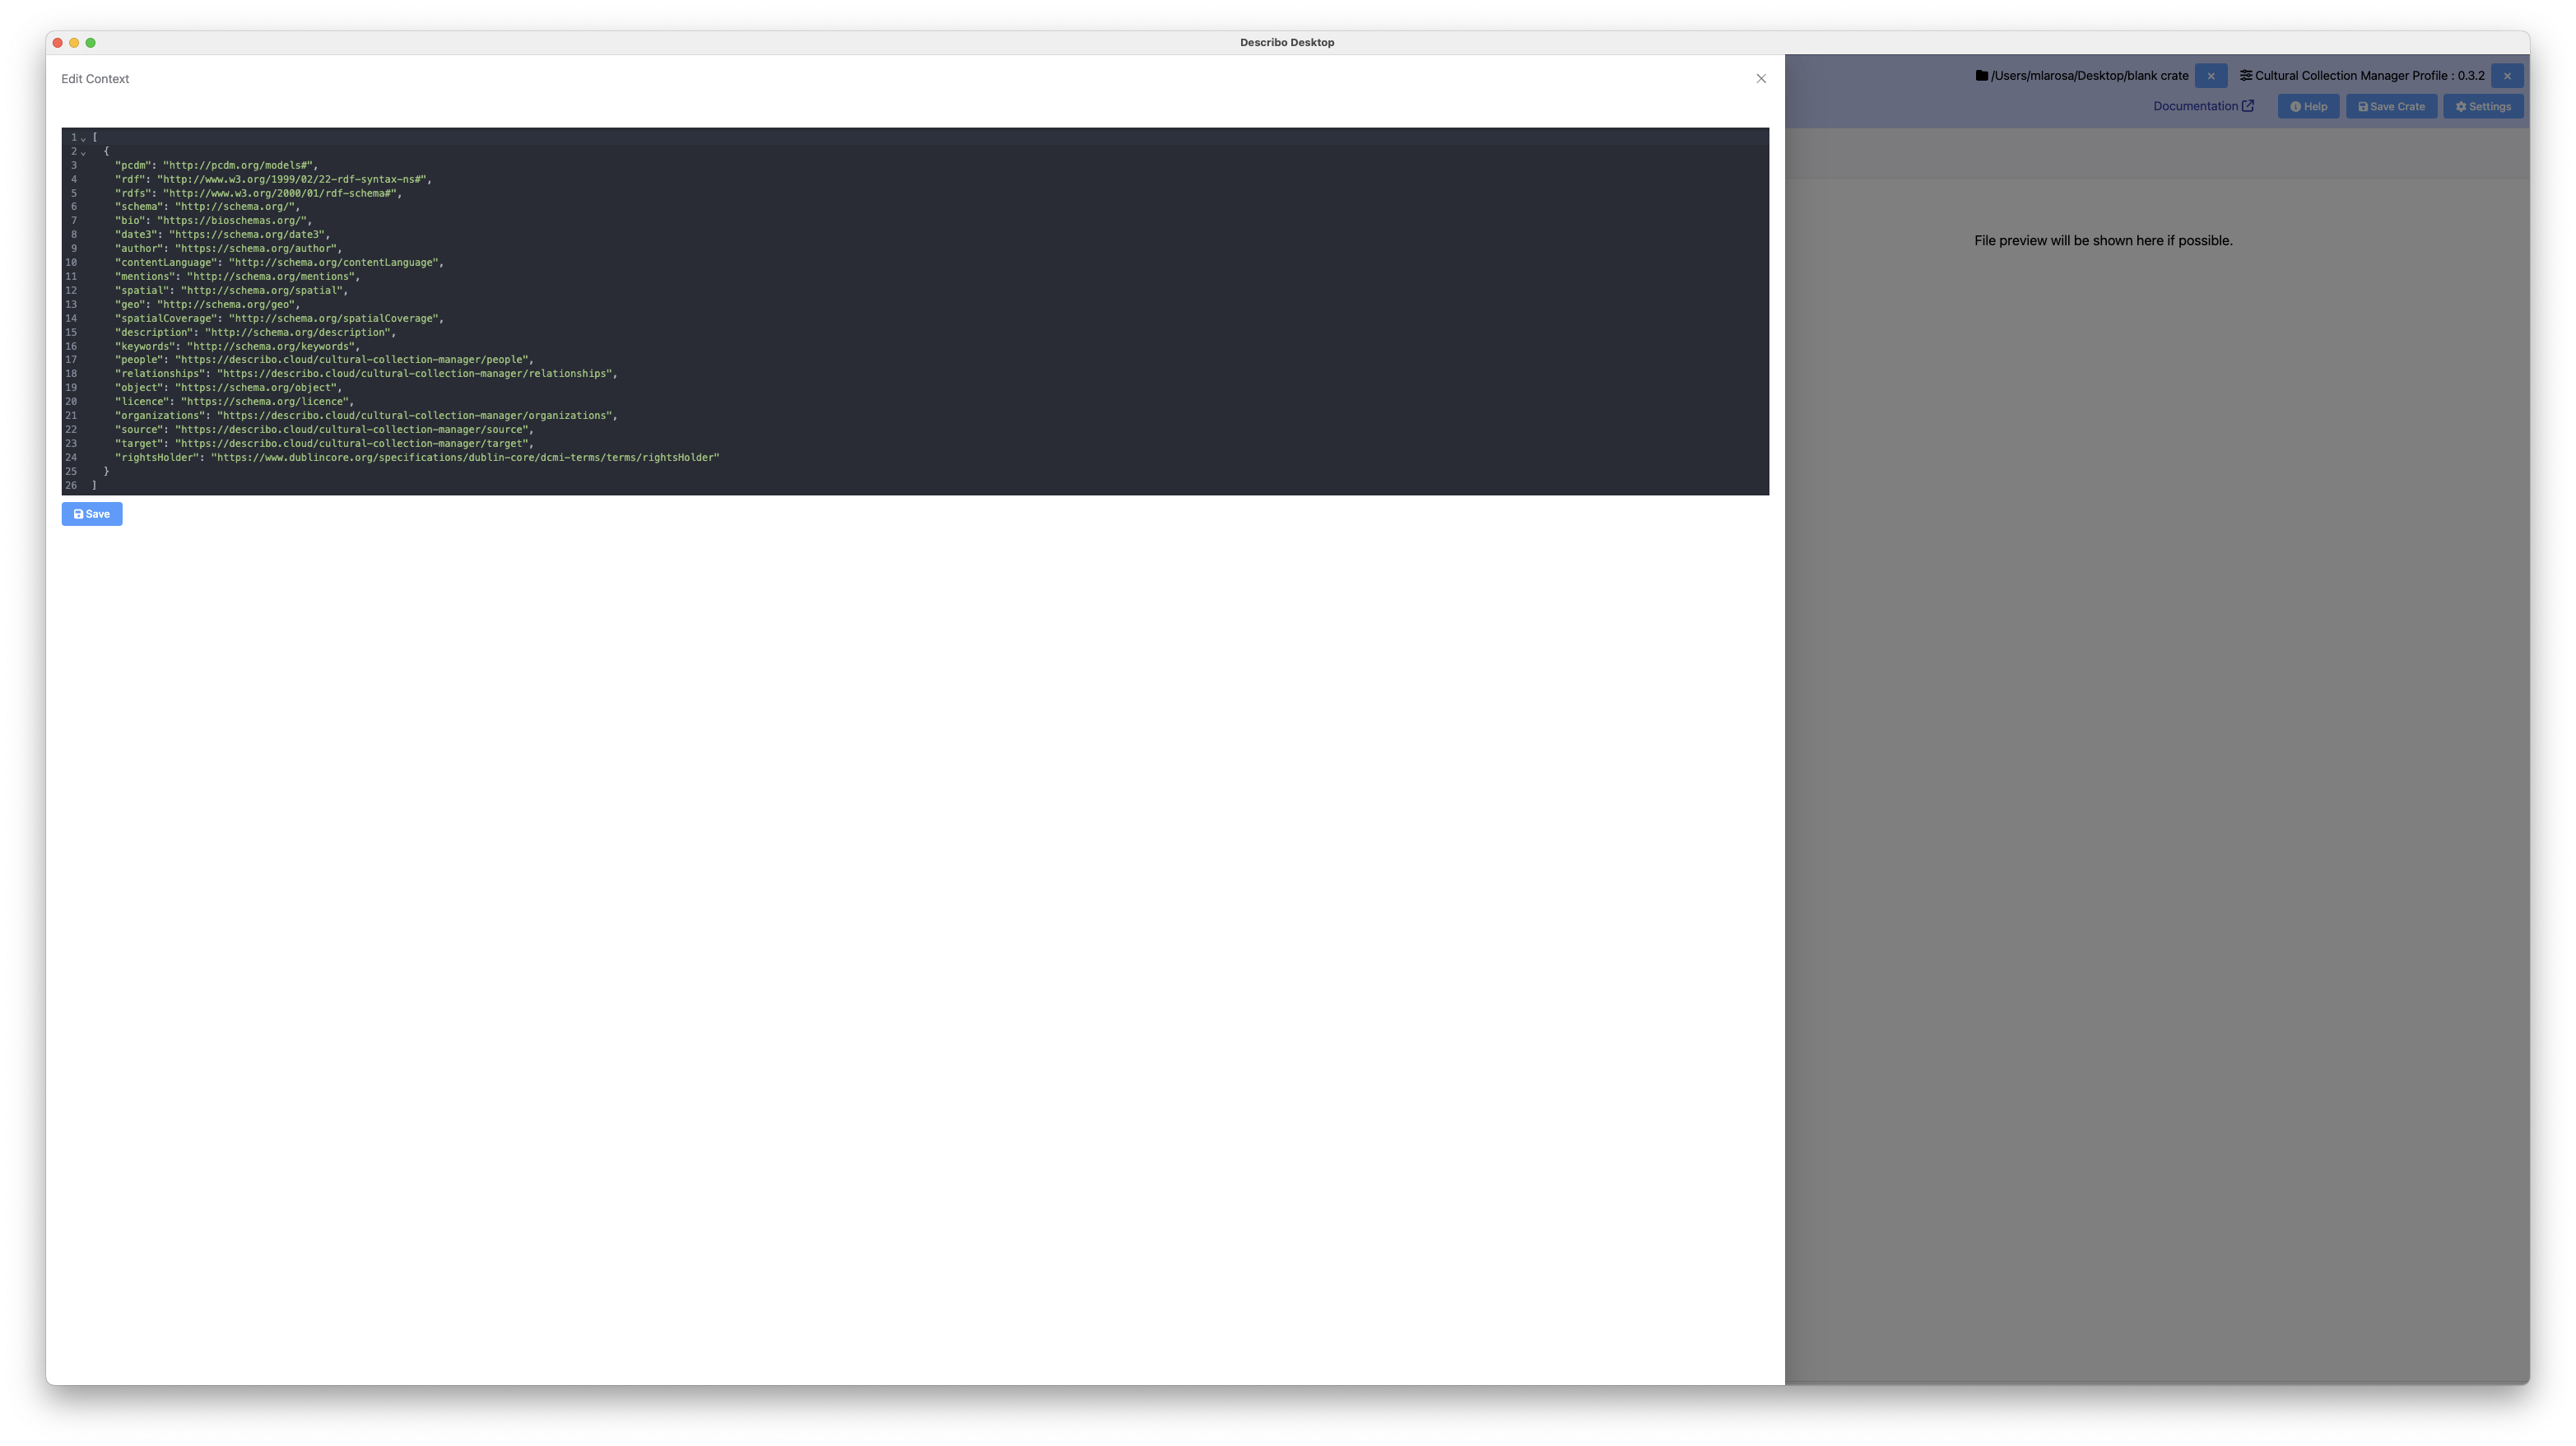 Describo Desktop
Edit Context
/Users/mlarosa/Desktop/blank crate
Cultural Collection Manager Profile : 0.3.2
Documentation
Help
Save Crate
Settings
1 [
2 {
3 "pcdm": "http://pcdm.org/models#",
4 "rdf": "http://www.w3.org/1999/02/22-rdf-syntax-ns#",
5 "rdfs": "http://www.w3.org/2000/01/rdf-schema#",
6 "schema": "http://schema.org/",
7 "bio": "https://bioschemas.org/",
8 "date3": "https://schema.org/date3",
9 "author": "https://schema.org/author",
10 "contentLanguage": "http://schema.org/contentLanguage",
11 "mentions": "http://schema.org/mentions",
12 "spatial": "http://schema.org/spatial",
13 "geo": "http://schema.org/geo",
14 "spatialCoverage": "http://schema.org/spatialCoverage",
15 "description": "http://schema.org/description",
16 "keywords": "http://schema.org/keywords",
17 "people": "https://describo.cloud/cultural-collection-manager/people",
18 "relationships": "https://describo.cloud/cultural-collection-manager/relationships",
19 "object": "https://schema.org/object",
20 "licence": "https://schema.org/licence",
21 "organizations": "https://describo.cloud/cultural-collection-manager/organizations",
22 "source": "https://describo.cloud/cultural-collection-manager/source",
23 "target": "https://describo.cloud/cultural-collection-manager/target",
24 "rightsHolder": "https://www.dublincore.org/specifications/dublin-core/dcmi-terms/terms/rightsHolder"
25 }
26 ]
Save
File preview will be shown here if possible.